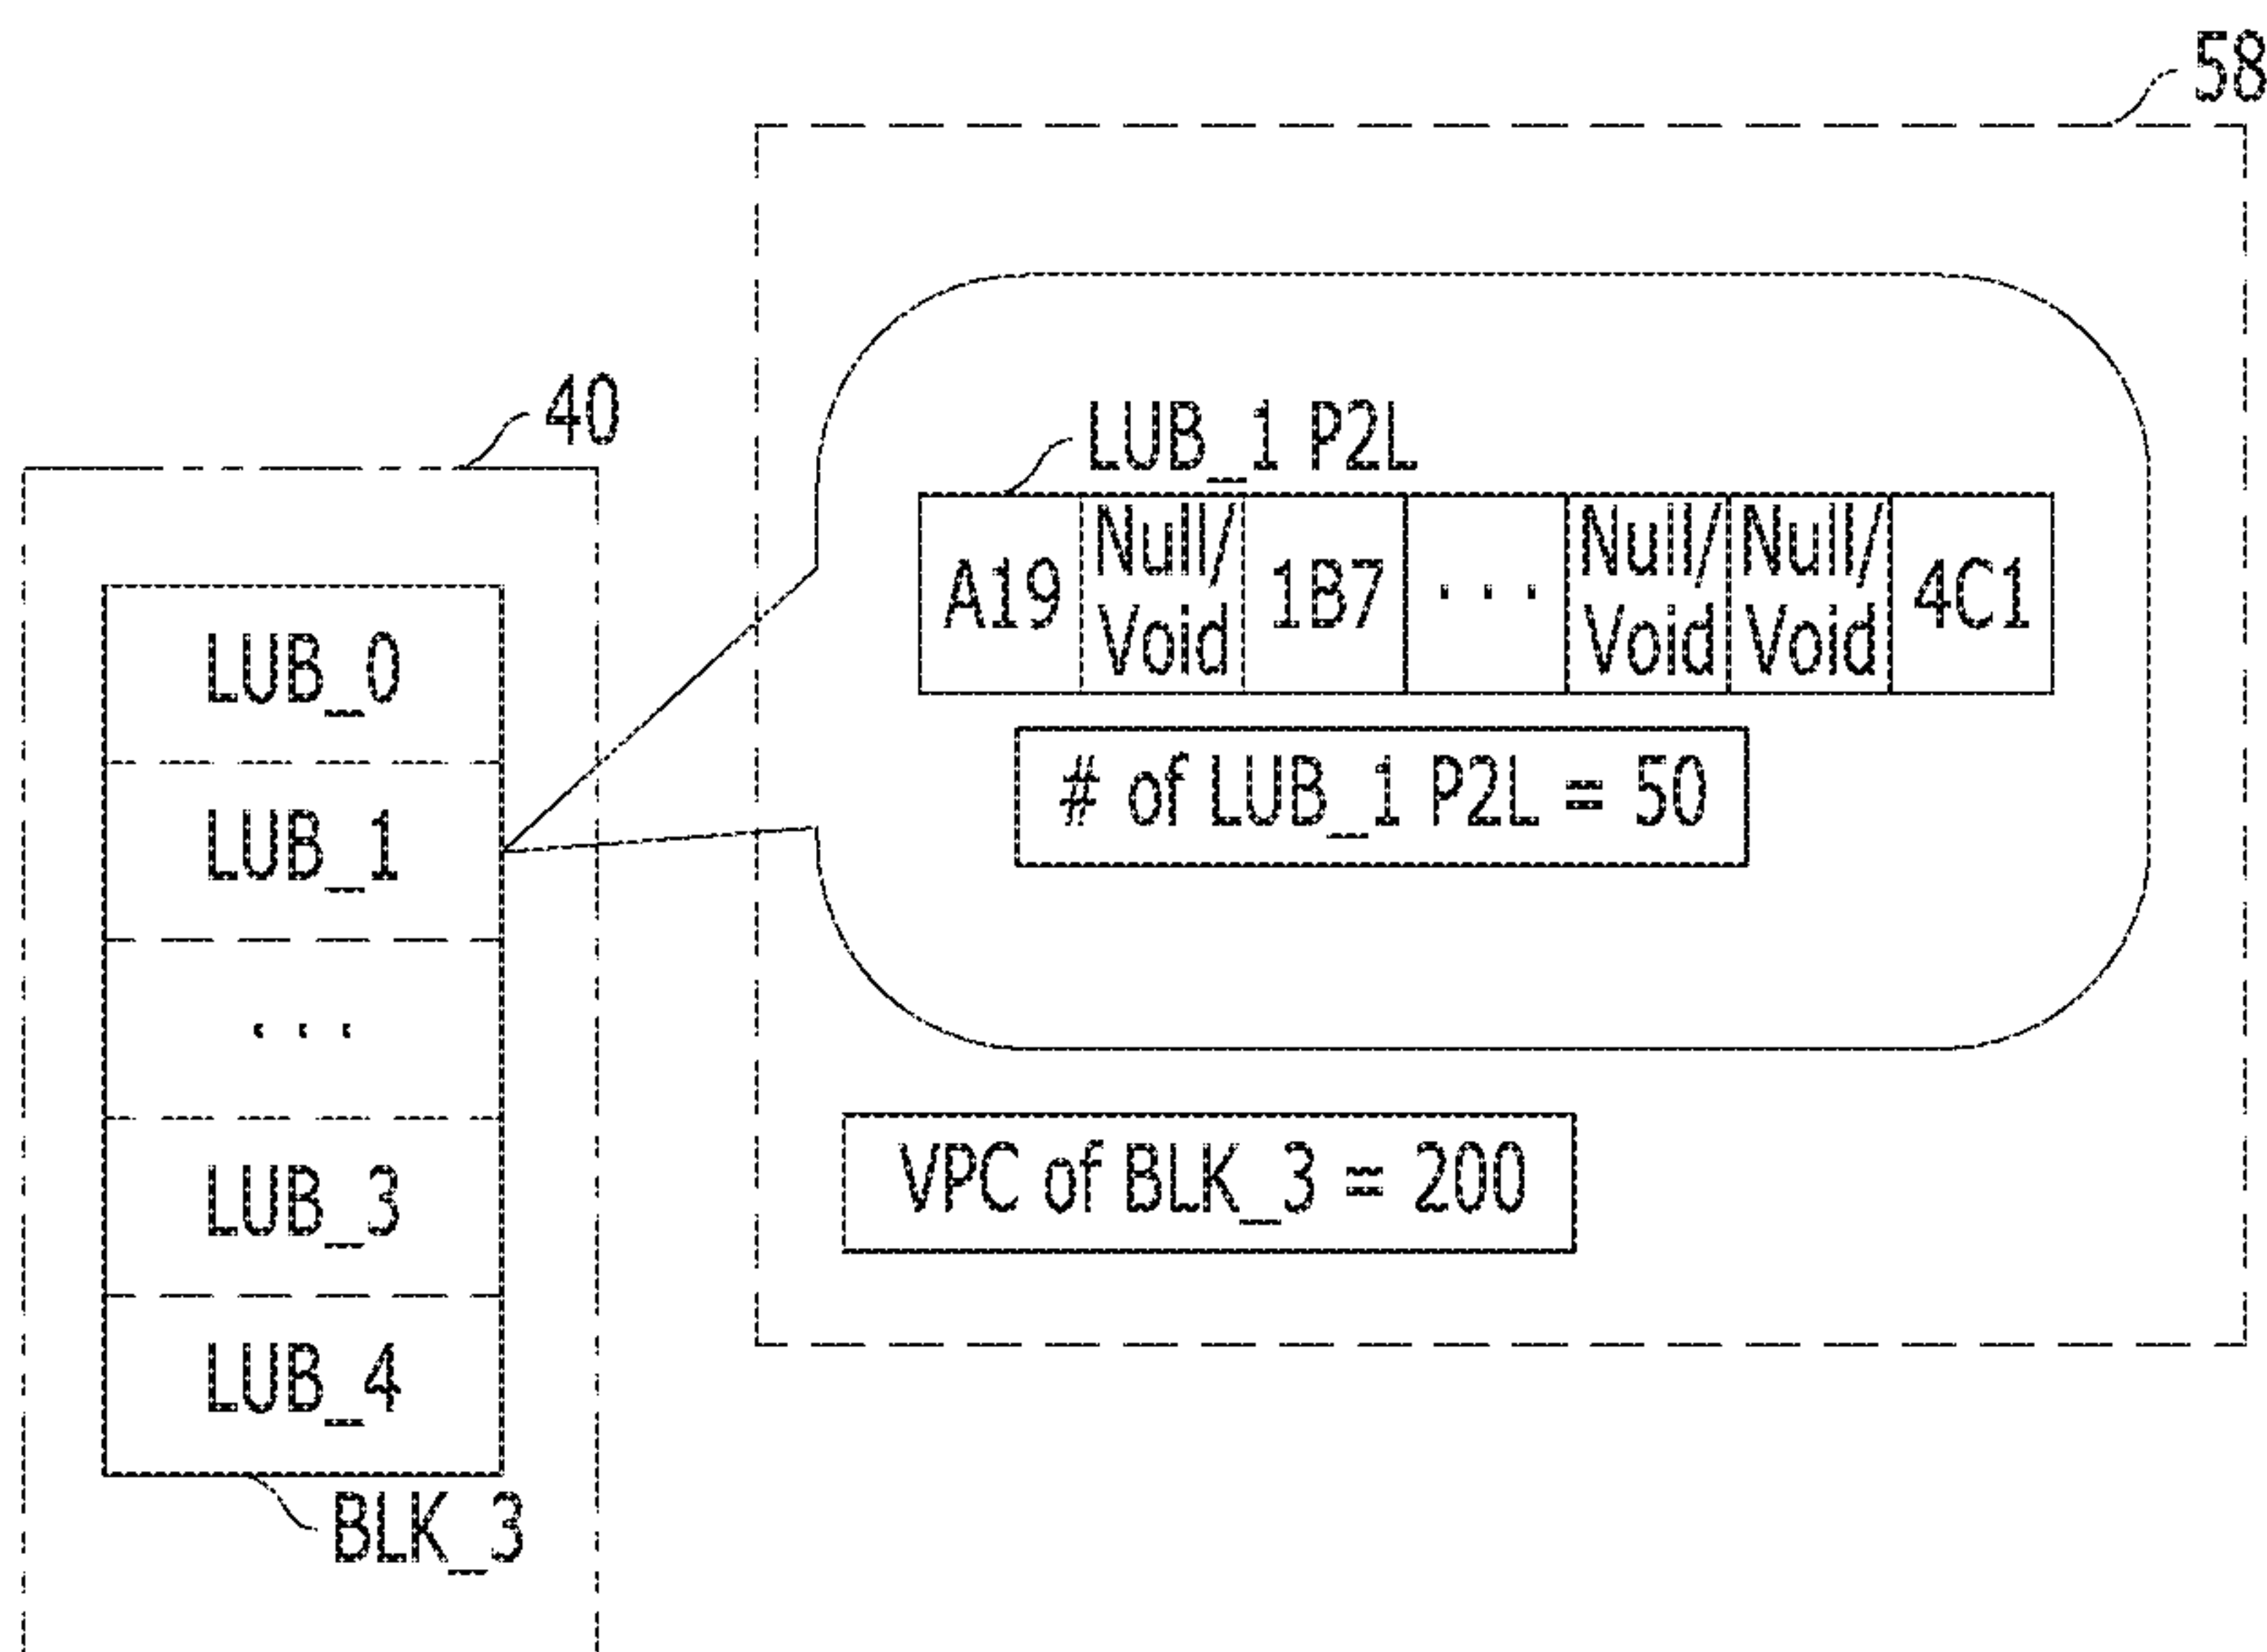 58
40
LUB_1 P2L
A19 Null/Void 1B7 ... Null/Void Null/Void 4C1
# of LUB_1 P2L = 50
LUB_0
LUB_1
...
LUB_3
LUB_4
BLK_3
VPC of BLK_3 = 200